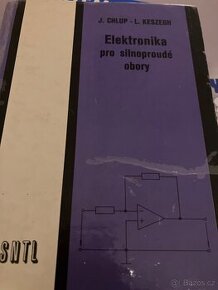 J. CHLUP - L. KESZEGH
Elektronika
pro silnoproudé
obory
SNTL